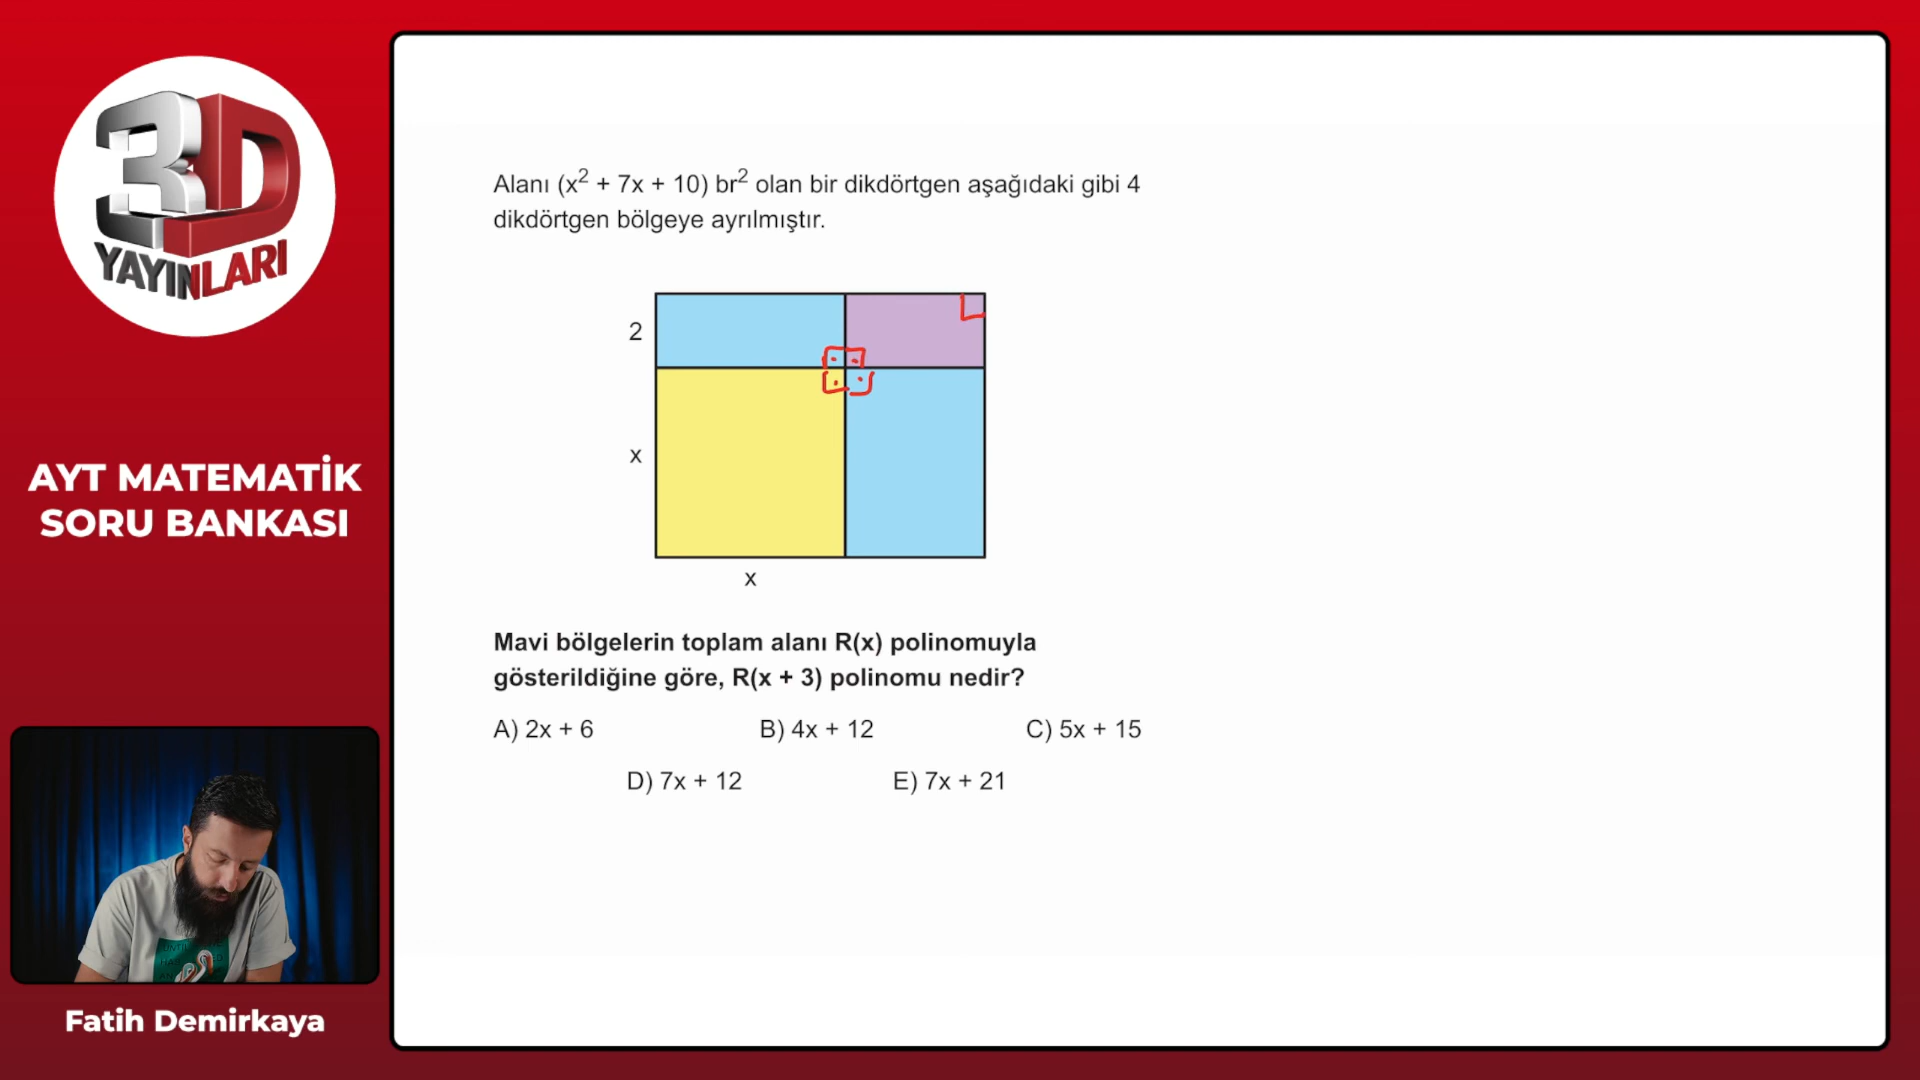 3D
YAYINLARI
AYT MATEMATİK
SORU BANKASI
Fatih Demirkaya
Alanı (x² + 7x + 10) br² olan bir dikdörtgen aşağıdaki gibi 4
dikdörtgen bölgeye ayrılmıştır.
2
x
x
Mavi bölgelerin toplam alanı R(x) polinomuyla
gösterildiğine göre, R(x + 3) polinomu nedir?
A) 2x + 6 B) 4x + 12 C) 5x + 15
D) 7x + 12 E) 7x + 21